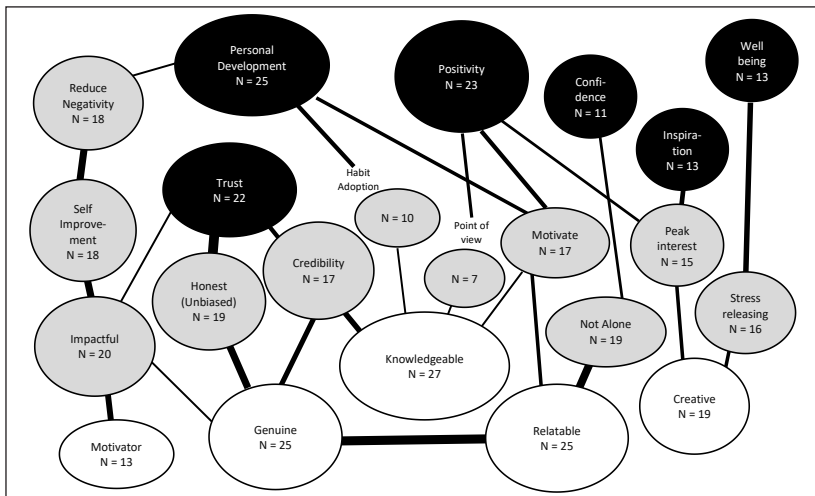 Personal
Development
N = 25
Positivity
N = 23
Well
being
N = 13
Confi-
dence
N = 11
Reduce
Negativity
N = 18
Inspira-
tion
N = 13
Trust
N = 22
Habit
Adoption
N = 10
Self
Improve-
ment
N = 18
Point of
view
N = 7
Motivate
N = 17
Peak
interest
N = 15
Credibility
N = 17
Honest
(Unbiased)
N = 19
Stress
releasing
N = 16
Impactful
N = 20
Not Alone
N = 19
Knowledgeable
N = 27
Creative
N = 19
Genuine
N = 25
Relatable
N = 25
Motivator
N = 13